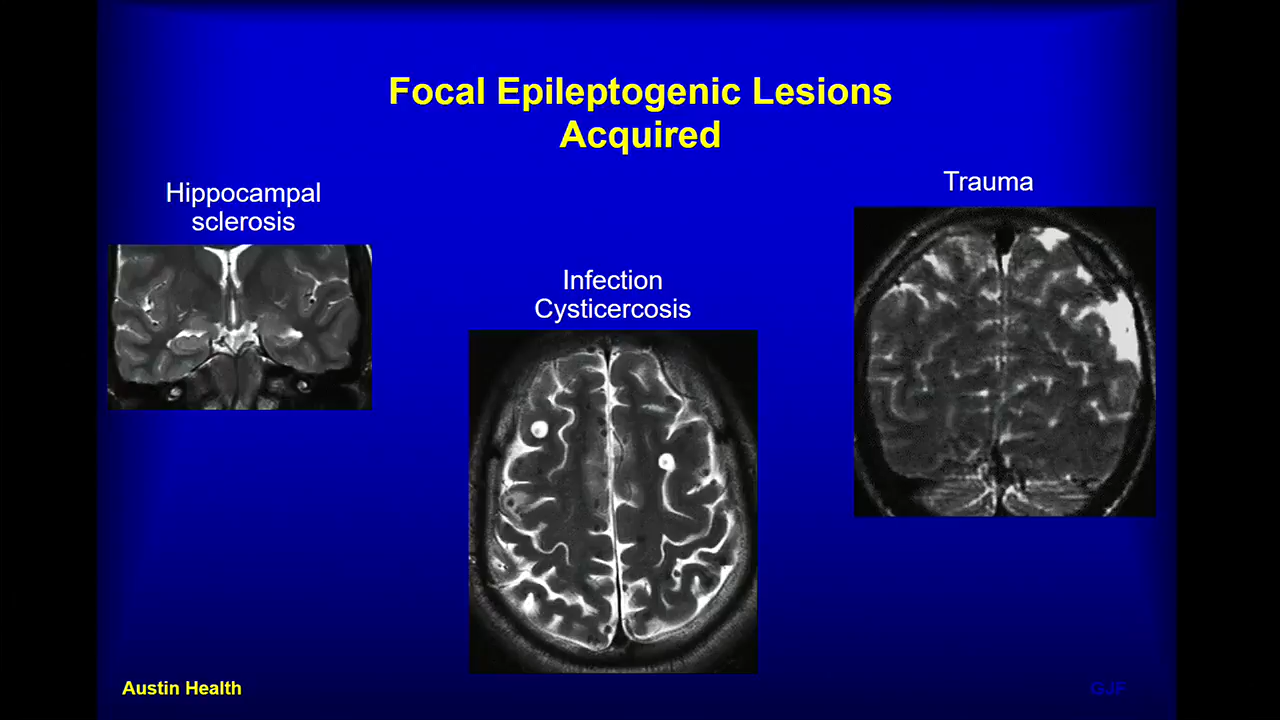 Focal Epileptogenic Lesions
Acquired
Hippocampal
sclerosis
Infection
Cysticercosis
Trauma
Austin Health
GJF